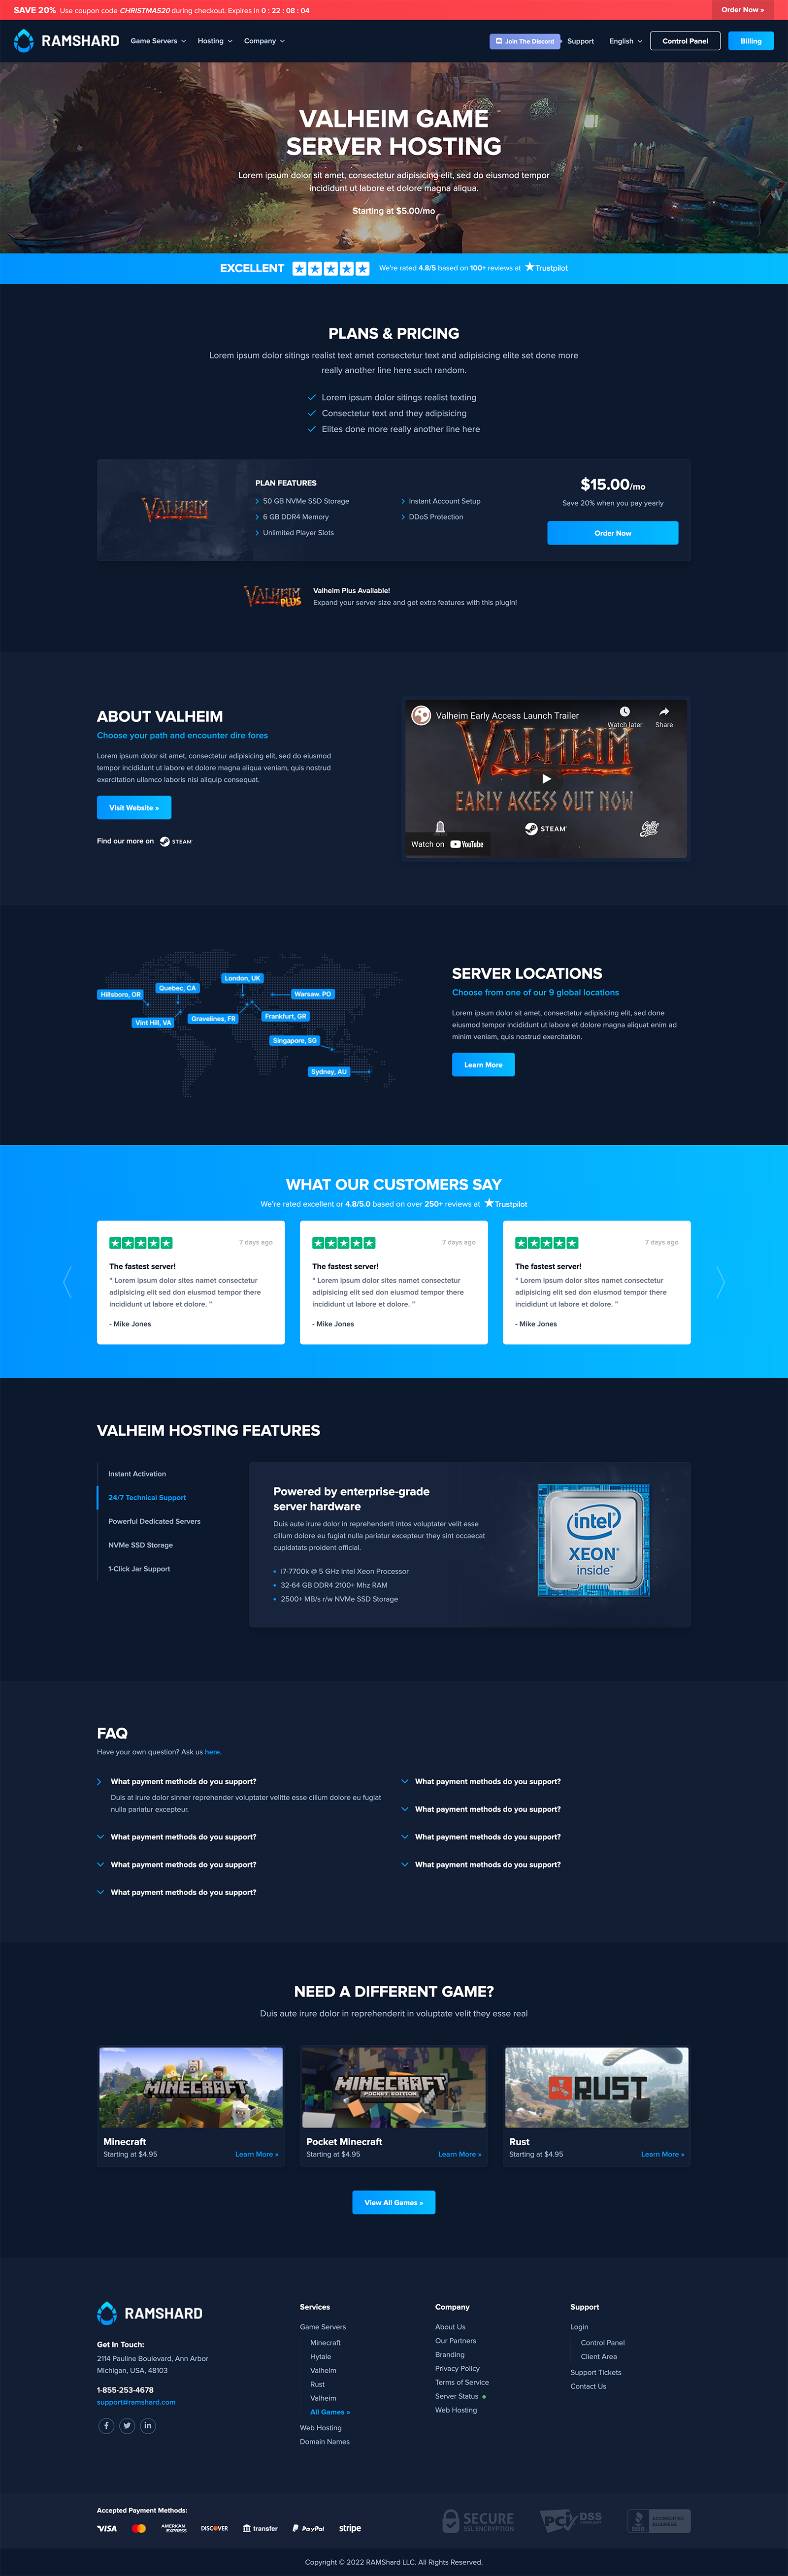 SAVE 20% Use coupon code CHRISTMAS20 during checkout. Expires in 0 : 22 : 08 : 04
Order Now »
RAMSHARD
Game Servers
Hosting
Company
Join The Discord
Support
English
Control Panel
Billing
VALHEIM GAME
SERVER HOSTING
Lorem ipsum dolor sit amet, consectetur adipisicing elit, sed do eiusmod tempor
incididunt ut labore et dolore magna aliqua.
Starting at $5.00/mo
EXCELLENT
We're rated 4.8/5 based on 100+ reviews at Trustpilot
PLANS & PRICING
Lorem ipsum dolor sitings realist text amet consectetur text and adipisicing elite set done more
really another line here such random.
Lorem ipsum dolor sitings realist texting
Consectetur text and they adipisicing
Elites done more really another line here
VALHEIM
PLAN FEATURES
50 GB NVMe SSD Storage
6 GB DDR4 Memory
Unlimited Player Slots
Instant Account Setup
DDoS Protection
$15.00/mo
Save 20% when you pay yearly
Order Now
VALHEIM
PLUS
Valheim Plus Available!
Expand your server size and get extra features with this plugin!
ABOUT VALHEIM
Choose your path and encounter dire fores
Lorem ipsum dolor sit amet, consectetur adipisicing elit, sed do eiusmod
tempor incididunt ut labore et dolore magna aliqua veniam, quis nostrud
exercitation ullamco laboris nisi aliquip consequat.
Visit Website »
Find our more on STEAM
Valheim Early Access Launch Trailer
Watch later
Share
VALHEIM
EARLY ACCESS OUT NOW
STEAM
Coffee Stain
Watch on YouTube
London, UK
Quebec, CA
Hillsboro, OR
Warsaw. PO
Vint Hill, VA
Gravelines, FR
Frankfurt, GR
Singapore, SG
Sydney, AU
SERVER LOCATIONS
Choose from one of our 9 global locations
Lorem ipsum dolor sit amet, consectetur adipisicing elit, sed done
eiusmod tempor incididunt ut labore et dolore magna aliquat enim ad
minim veniam, quis nostrud exercitation.
Learn More
WHAT OUR CUSTOMERS SAY
We're rated excellent or 4.8/5.0 based on over 250+ reviews at Trustpilot
7 days ago
The fastest server!
" Lorem ipsum dolor sites namet consectetur
adipisicing elit sed don eiusmod tempor there
incididunt ut labore et dolore. "
- Mike Jones
7 days ago
The fastest server!
" Lorem ipsum dolor sites namet consectetur
adipisicing elit sed don eiusmod tempor there
incididunt ut labore et dolore. "
- Mike Jones
7 days ago
The fastest server!
" Lorem ipsum dolor sites namet consectetur
adipisicing elit sed don eiusmod tempor there
incididunt ut labore et dolore. "
- Mike Jones
VALHEIM HOSTING FEATURES
Instant Activation
24/7 Technical Support
Powerful Dedicated Servers
NVMe SSD Storage
1-Click Jar Support
Powered by enterprise-grade
server hardware
Duis aute irure dolor in reprehenderit intos voluptater velit esse
cillum dolore eu fugiat nulla pariatur excepteur they sint occaecat
cupidatats proident official.
i7-7700k @ 5 GHz Intel Xeon Processor
32-64 GB DDR4 2100+ Mhz RAM
2500+ MB/s r/w NVMe SSD Storage
intel
XEON
inside™
FAQ
Have your own question? Ask us here.
What payment methods do you support?
Duis at irure dolor sinner reprehender voluptater velitte esse cillum dolore eu fugiat
nulla pariatur excepteur.
What payment methods do you support?
What payment methods do you support?
What payment methods do you support?
What payment methods do you support?
What payment methods do you support?
What payment methods do you support?
What payment methods do you support?
NEED A DIFFERENT GAME?
Duis aute irure dolor in reprehenderit in voluptate velit they esse real
MINECRAFT
Minecraft
Starting at $4.95
Learn More »
MINECRAFT
POCKET EDITION
Pocket Minecraft
Starting at $4.95
Learn More »
RUST
Rust
Starting at $4.95
Learn More »
View All Games »
RAMSHARD
Get In Touch:
2114 Pauline Boulevard, Ann Arbor
Michigan, USA, 48103
1-855-253-4678
support@ramshard.com
Services
Game Servers
Minecraft
Hytale
Valheim
Rust
Valheim
All Games »
Web Hosting
Domain Names
Company
About Us
Our Partners
Branding
Privacy Policy
Terms of Service
Server Status
Web Hosting
Support
Login
Control Panel
Client Area
Support Tickets
Contact Us
Accepted Payment Methods:
VISA
AMERICAN
EXPRESS
DISCOVER
transfer
PayPal
stripe
SECURE
SSL ENCRYPTION
PCI DSS
BBB
ACCREDITED
BUSINESS
Copyright © 2022 RAMShard LLC. All Rights Reserved.